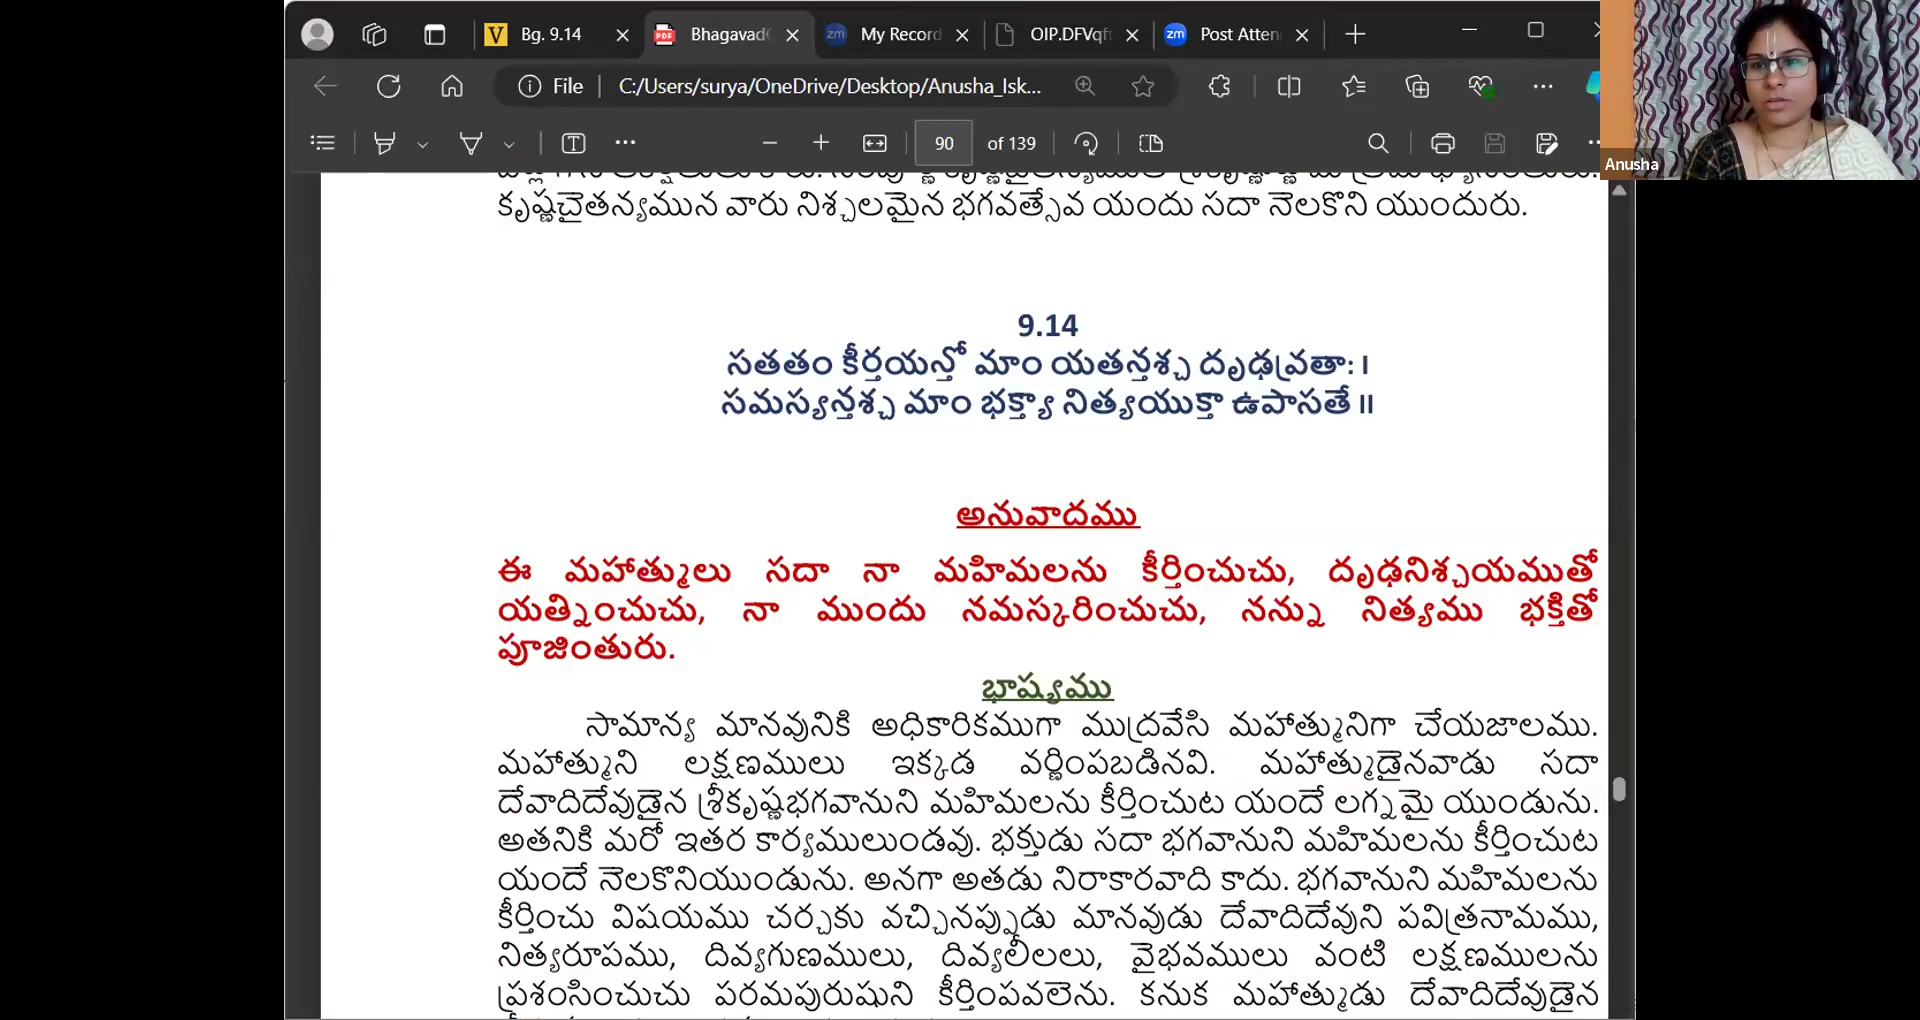 Bg. 9.14
Bhagavad
My Record
OIP.DFVqf
Post Atten
File
C:/Users/surya/OneDrive/Desktop/Anusha_Isk...
90 of 139
Anusha
కృష్ణచైతన్యమున వారు నిశ్చలమైన భగవత్సేవ యందు సదా నెలకొని యుందురు.
9.14
సతతం కీర్తయన్తో మాం యతన్తశ్చ దృఢవ్రతా: ।
సమస్యన్తశ్చ మాం భక్త్యా నిత్యయుక్తా ఉపాసతే ॥
అనువాదము
ఈ మహాత్ములు సదా నా మహిమలను కీర్తించుచు, దృఢనిశ్చయముతో
యత్నించుచు, నా ముందు నమస్కరించుచు, నన్ను నిత్యము భక్తితో
పూజింతురు.
భాష్యము
సామాన్య మానవునికి అధికారికముగా ముద్రవేసి మహాత్మునిగా చేయజాలము.
మహాత్ముని లక్షణములు ఇక్కడ వర్ణింపబడినవి. మహాత్ముడైనవాడు సదా
దేవాదిదేవుడైన శ్రీకృష్ణభగవానుని మహిమలను కీర్తించుట యందే లగ్నమై యుండును.
అతనికి మరో ఇతర కార్యములుండవు. భక్తుడు సదా భగవానుని మహిమలను కీర్తించుట
యందే నెలకొనియుండును. అనగా అతడు నిరాకారవాది కాదు. భగవానుని మహిమలను
కీర్తించు విషయము చర్చకు వచ్చినప్పుడు మానవుడు దేవాదిదేవుని పవిత్రనామము,
నిత్యరూపము, దివ్యగుణములు, దివ్యలీలలు, వైభవములు వంటి లక్షణములను
ప్రశంసించుచు పరమపురుషుని కీర్తింపవలెను. కనుక మహాత్ముడు దేవాదిదేవుడైన